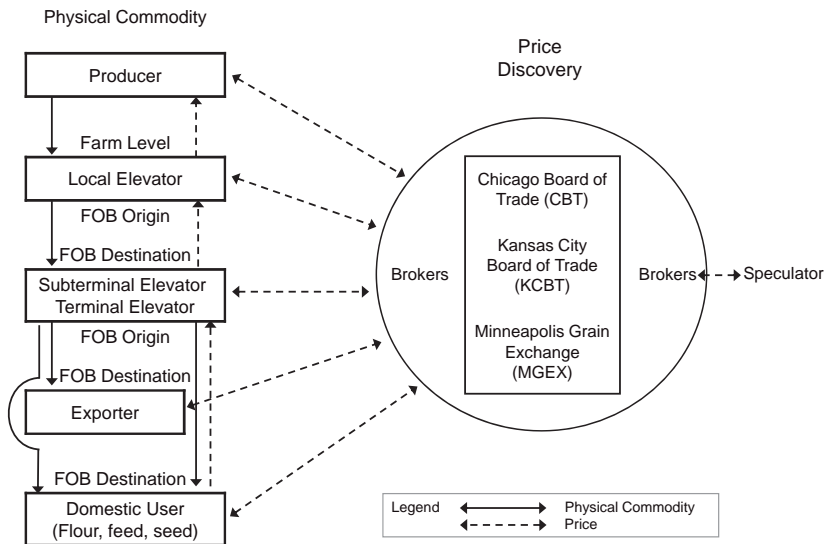 Physical Commodity
Price
Discovery
Producer
Farm Level
Local Elevator
FOB Origin
FOB Destination
Subterminal Elevator
Terminal Elevator
FOB Origin
FOB Destination
Exporter
FOB Destination
Domestic User
(Flour, feed, seed)
Brokers
Chicago Board of
Trade (CBT)
Kansas City
Board of Trade
(KCBT)
Minneapolis Grain
Exchange
(MGEX)
Brokers
Speculator
Legend
Physical Commodity
Price